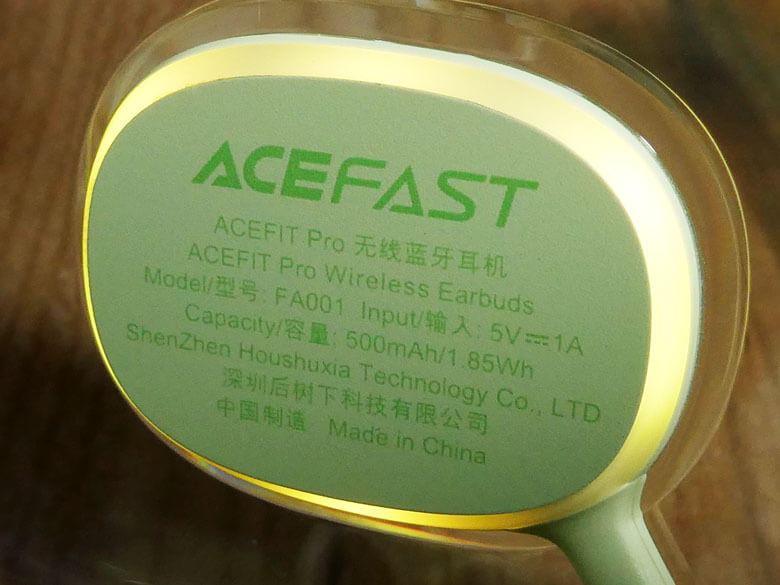 ACEFAST
ACEFIT Pro 无线蓝牙耳机
ACEFIT Pro Wireless Earbuds
Model/型号: FA001 Input/输入: 5V⎓1A
Capacity/容量: 500mAh/1.85Wh
ShenZhen Houshuxia Technology Co., LTD
深圳后树下科技有限公司
中国制造 Made in China